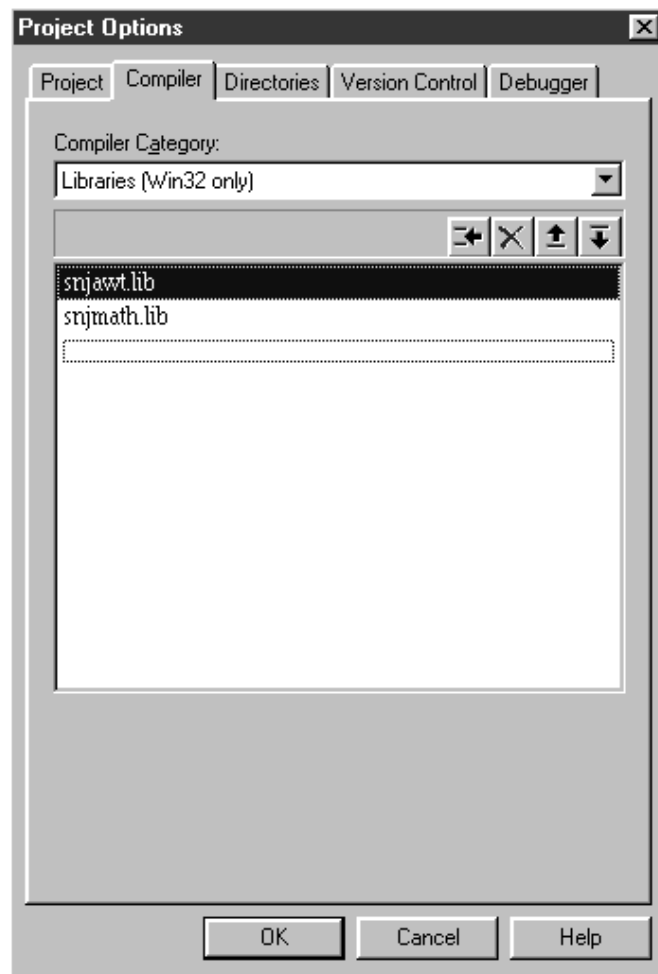 Project Options
Project Compiler Directories Version Control Debugger
Compiler Category:
Libraries (Win32 only)
snjawt.lib
snjmath.lib
OK Cancel Help